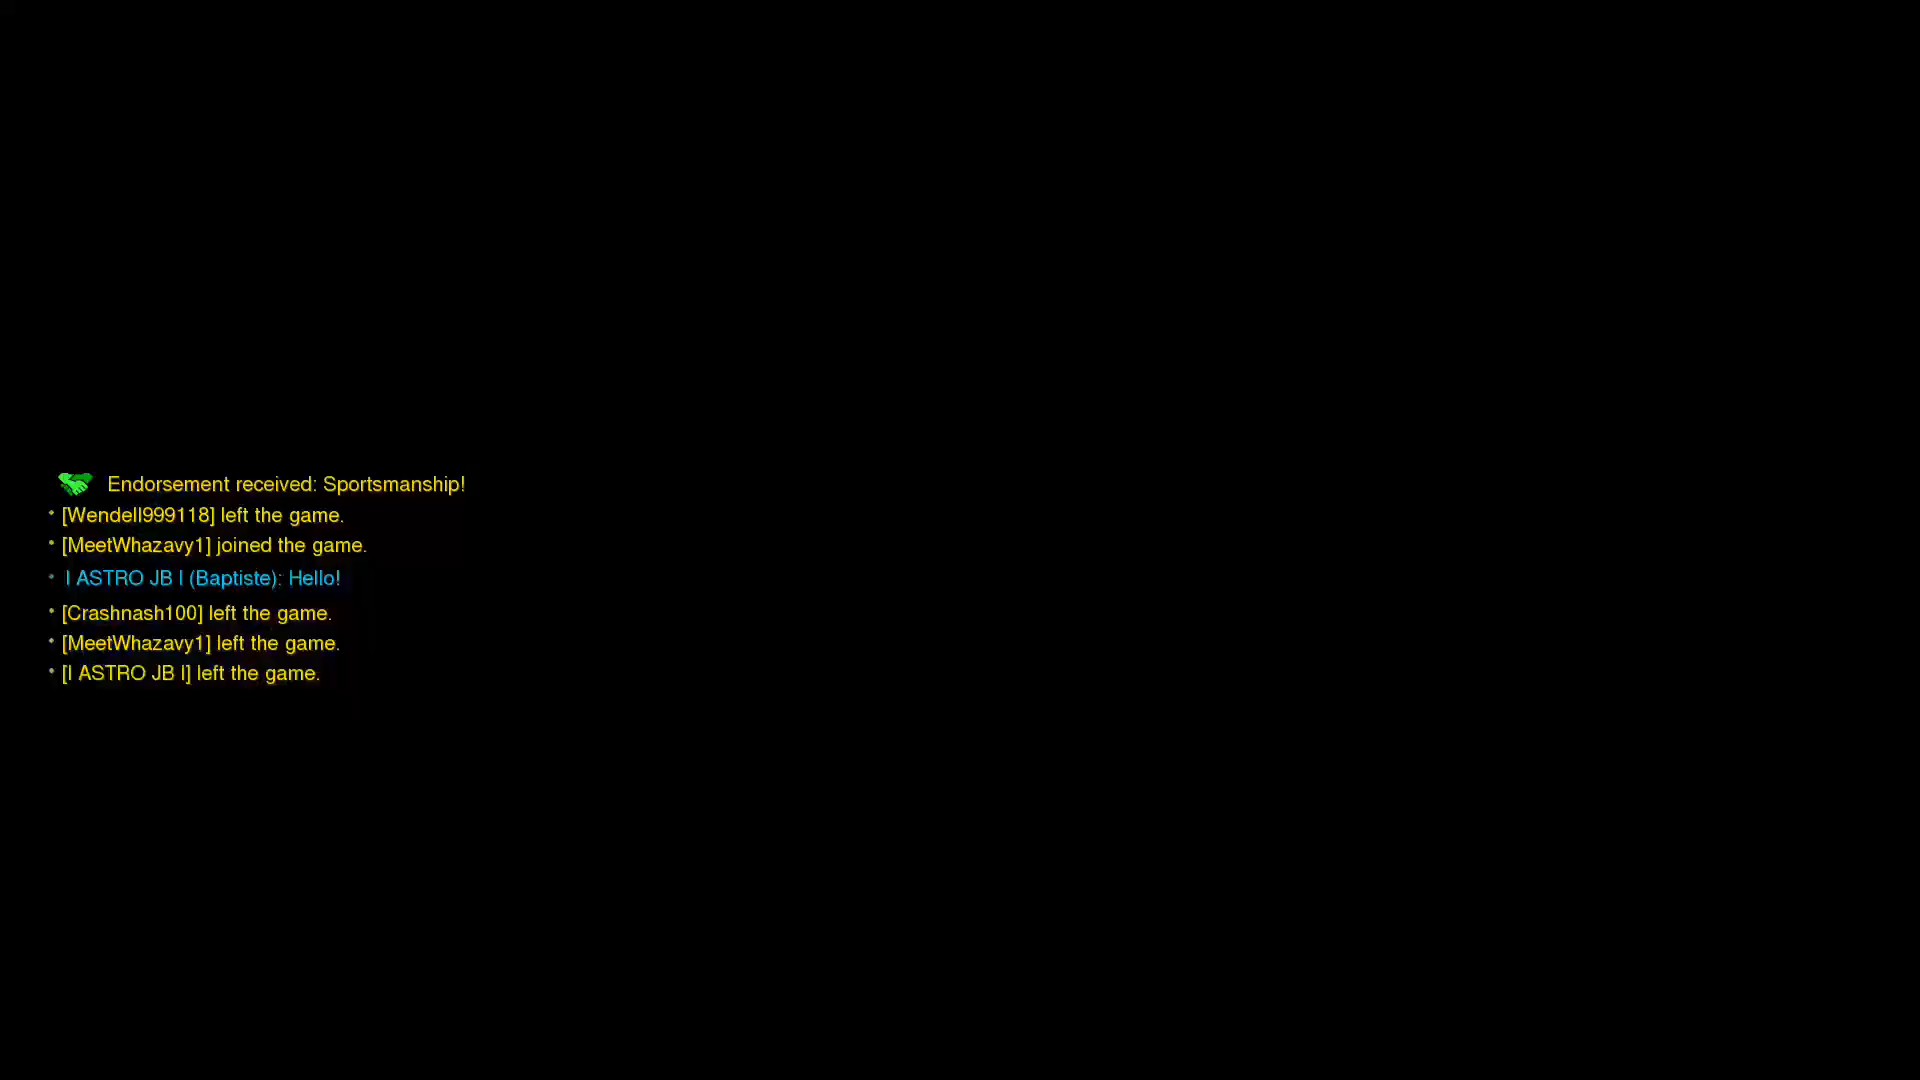 Endorsement received: Sportsmanship!
[Wendell999118] left the game.
[MeetWhazavy1] joined the game.
I ASTRO JB I (Baptiste): Hello!
[Crashnash100] left the game.
[MeetWhazavy1] left the game.
[I ASTRO JB I] left the game.